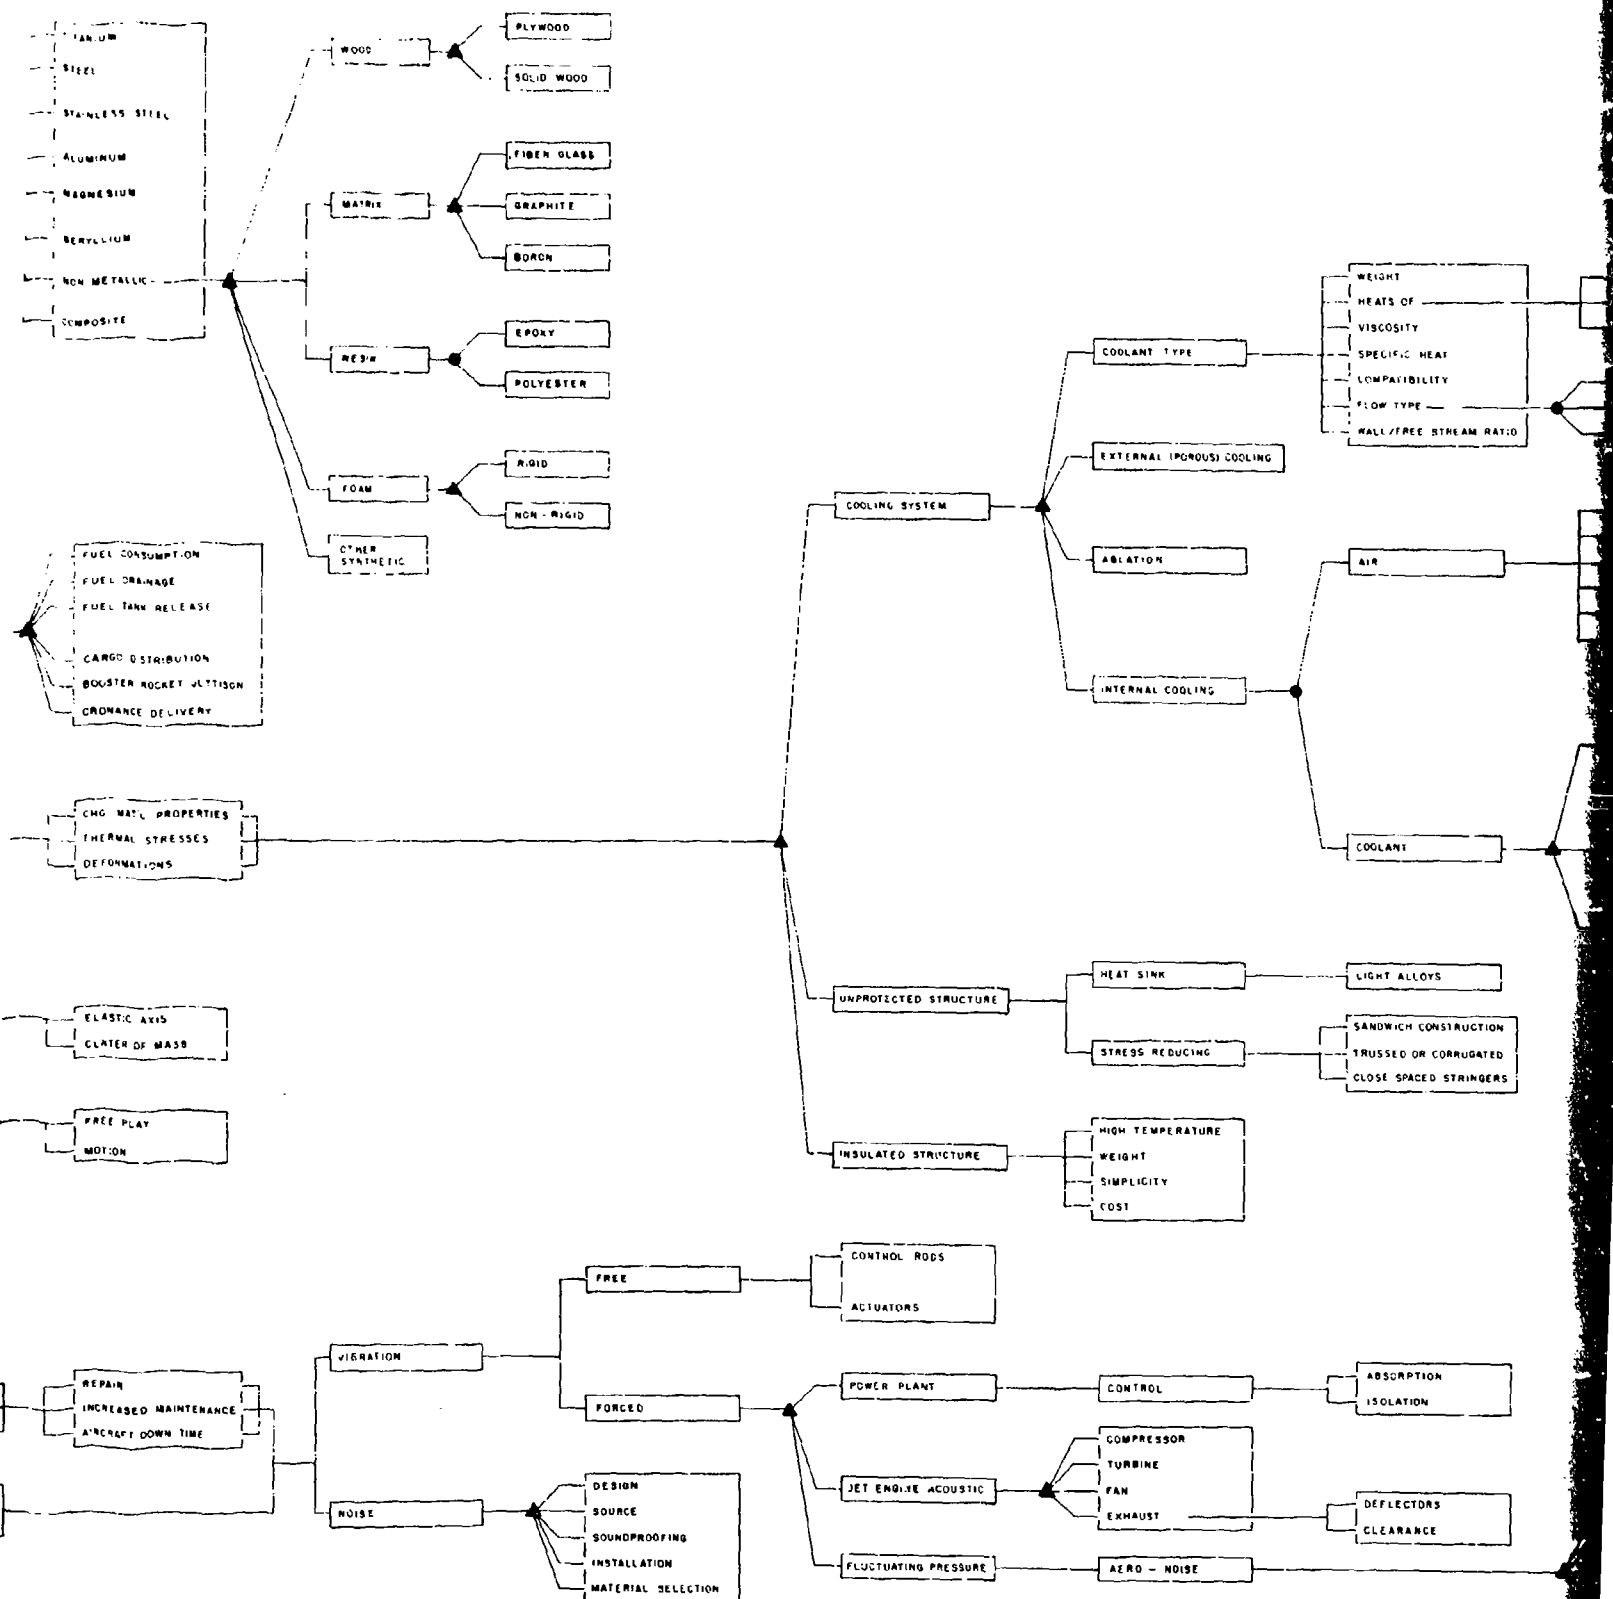 STEEL
STAINLESS STEEL
ALUMINUM
MAGNESIUM
BERYLLIUM
NON METALLIC
COMPOSITE
WOOD
PLYWOOD
SOLID WOOD
MATRIX
FIBER GLASS
GRAPHITE
BORON
RESIN
EPOXY
POLYESTER
FOAM
RIGID
NON-RIGID
OTHER
SYNTHETIC
FUEL CONSUMPTION
FUEL DRAINAGE
FUEL TANK RELEASE
CARGO DISTRIBUTION
BOOSTER ROCKET JETTISON
ORDNANCE DELIVERY
CHG MAT'L PROPERTIES
THERMAL STRESSES
DEFORMATIONS
COOLING SYSTEM
COOLANT TYPE
WEIGHT
HEATS OF
VISCOSITY
SPECIFIC HEAT
COMPATIBILITY
FLOW TYPE
WALL/FREE STREAM RATIO
EXTERNAL (POROUS) COOLING
ABLATION
INTERNAL COOLING
AIR
COOLANT
UNPROTECTED STRUCTURE
HEAT SINK
LIGHT ALLOYS
STRESS REDUCING
SANDWICH CONSTRUCTION
TRUSSED OR CORRUGATED
CLOSE SPACED STRINGERS
INSULATED STRUCTURE
HIGH TEMPERATURE
WEIGHT
SIMPLICITY
COST
ELASTIC AXIS
CENTER OF MASS
FREE PLAY
MOTION
REPAIR
INCREASED MAINTENANCE
AIRCRAFT DOWN TIME
VIBRATION
FREE
CONTROL RODS
ACTUATORS
FORCED
POWER PLANT
CONTROL
ABSORPTION
ISOLATION
JET ENGINE ACOUSTIC
COMPRESSOR
TURBINE
FAN
EXHAUST
DEFLECTORS
CLEARANCE
FLUCTUATING PRESSURE
AERO - NOISE
NOISE
DESIGN
SOURCE
SOUNDPROOFING
INSTALLATION
MATERIAL SELECTION